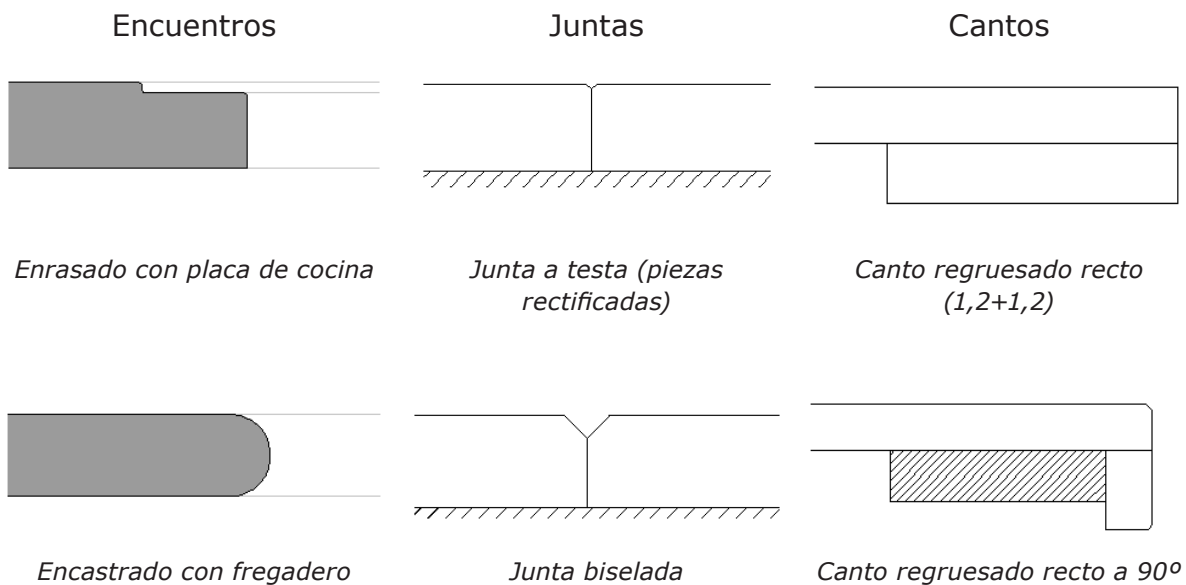 Encuentros
Juntas
Cantos
Enrasado con placa de cocina
Junta a testa (piezas
rectificadas)
Canto regruesado recto
(1,2+1,2)
Encastrado con fregadero
Junta biselada
Canto regruesado recto a 90º